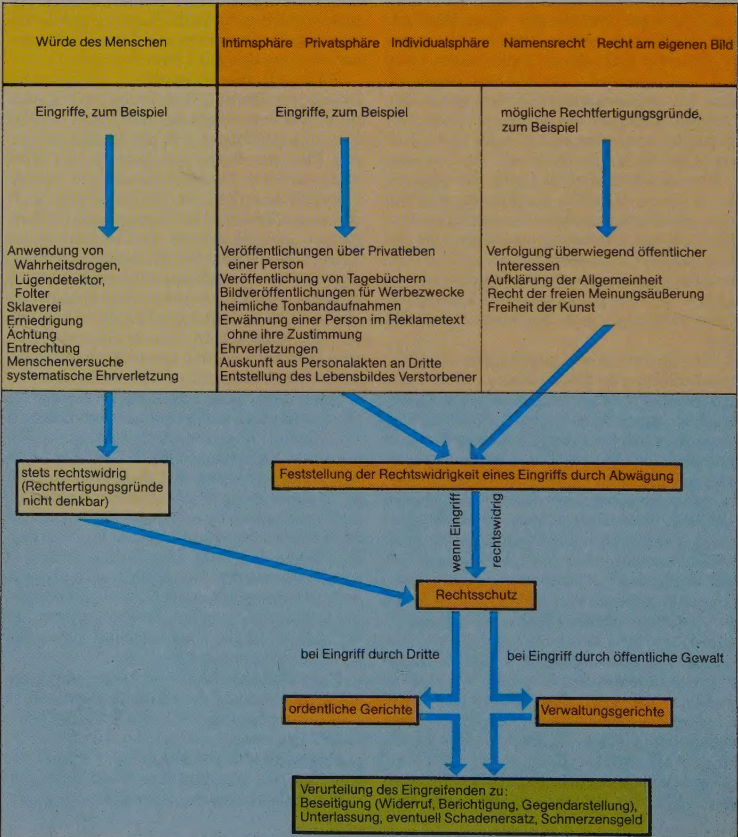 Würde des Menschen
Intimsphäre Privatsphäre Individualsphäre Namensrecht Recht am eigenen Bild
Eingriffe, zum Beispiel
Anwendung von
Wahrheitsdrogen,
Lügendetektor,
Folter
Sklaverei
Erniedrigung
Ächtung
Entrechtung
Menschenversuche
systematische Ehrverletzung
Eingriffe, zum Beispiel
Veröffentlichungen über Privatleben
einer Person
Veröffentlichung von Tagebüchern
Bildveröffentlichungen für Werbezwecke
heimliche Tonbandaufnahmen
Erwähnung einer Person im Reklametext
ohne ihre Zustimmung
Ehrverletzungen
Auskunft aus Personalakten an Dritte
Entstellung des Lebensbildes Verstorbener
mögliche Rechtfertigungsgründe,
zum Beispiel
Verfolgung überwiegend öffentlicher
Interessen
Aufklärung der Allgemeinheit
Recht der freien Meinungsäußerung
Freiheit der Kunst
stets rechtswidrig
(Rechtfertigungsgründe
nicht denkbar)
Feststellung der Rechtswidrigkeit eines Eingriffs durch Abwägung
wenn Eingriff
rechtswidrig
Rechtsschutz
bei Eingriff durch Dritte
bei Eingriff durch öffentliche Gewalt
ordentliche Gerichte
Verwaltungsgerichte
Verurteilung des Eingreifenden zu:
Beseitigung (Widerruf, Berichtigung, Gegendarstellung),
Unterlassung, eventuell Schadenersatz, Schmerzensgeld